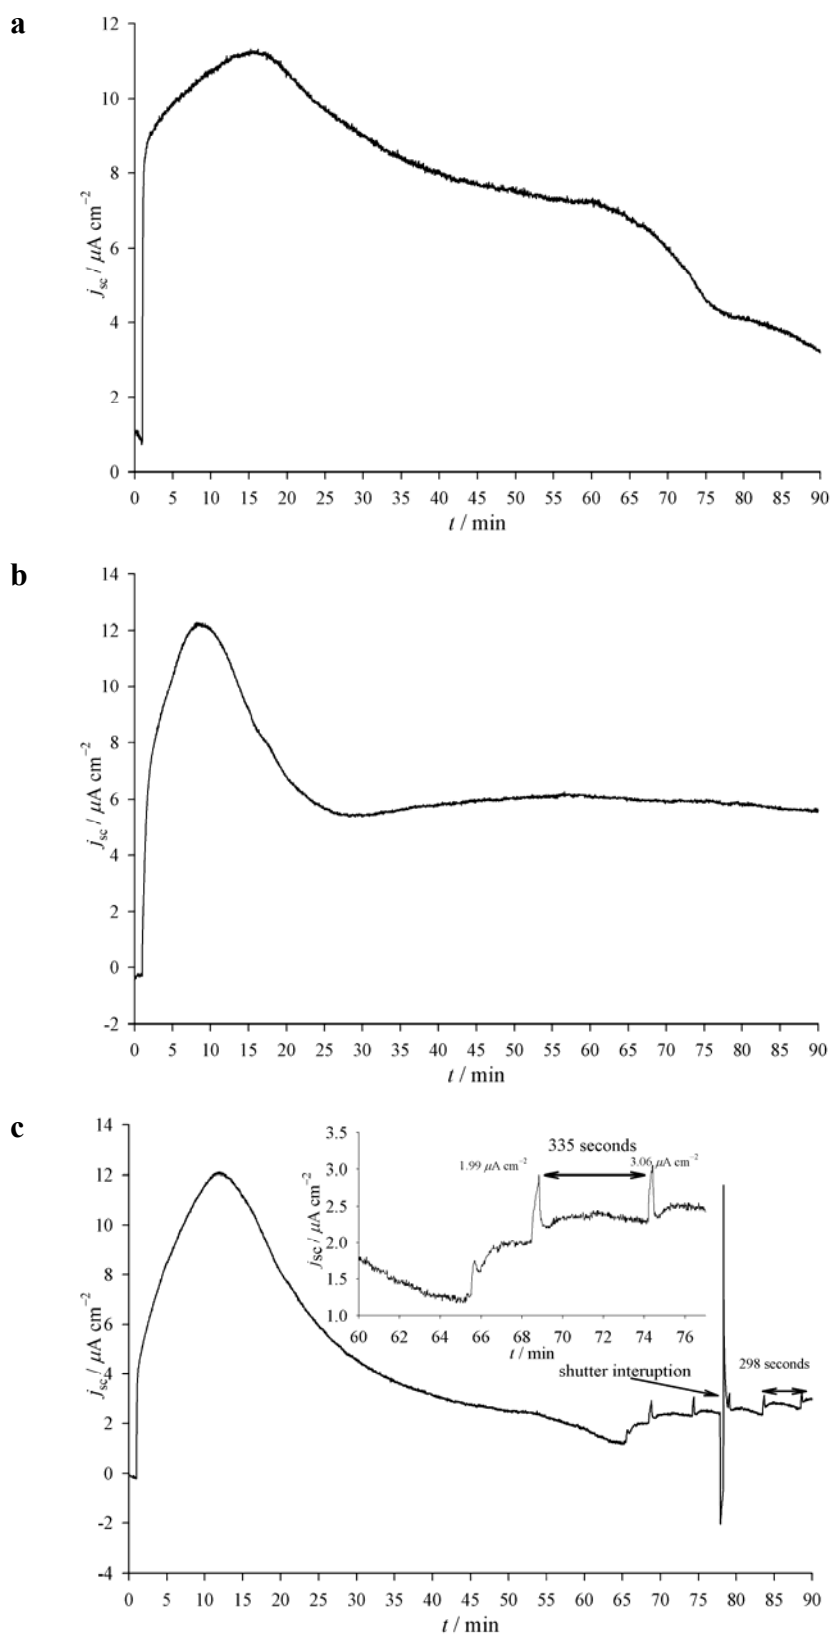 a
12
10
8
6
4
2
0
j_sc / μA cm⁻²
0 5 10 15 20 25 30 35 40 45 50 55 60 65 70 75 80 85 90
t / min
b
14
12
10
8
6
4
2
0
-2
j_sc / μA cm⁻²
0 5 10 15 20 25 30 35 40 45 50 55 60 65 70 75 80 85 90
t / min
c
14
12
10
8
6
4
2
0
-2
-4
j_sc / μA cm⁻²
3.5
3.0
2.5
2.0
1.5
1.0
j_sc / μA cm⁻²
335 seconds
1.99 μA cm⁻²
3.06 μA cm⁻²
60 62 64 66 68 70 72 74 76
t / min
shutter interuption
298 seconds
0 5 10 15 20 25 30 35 40 45 50 55 60 65 70 75 80 85 90
t / min